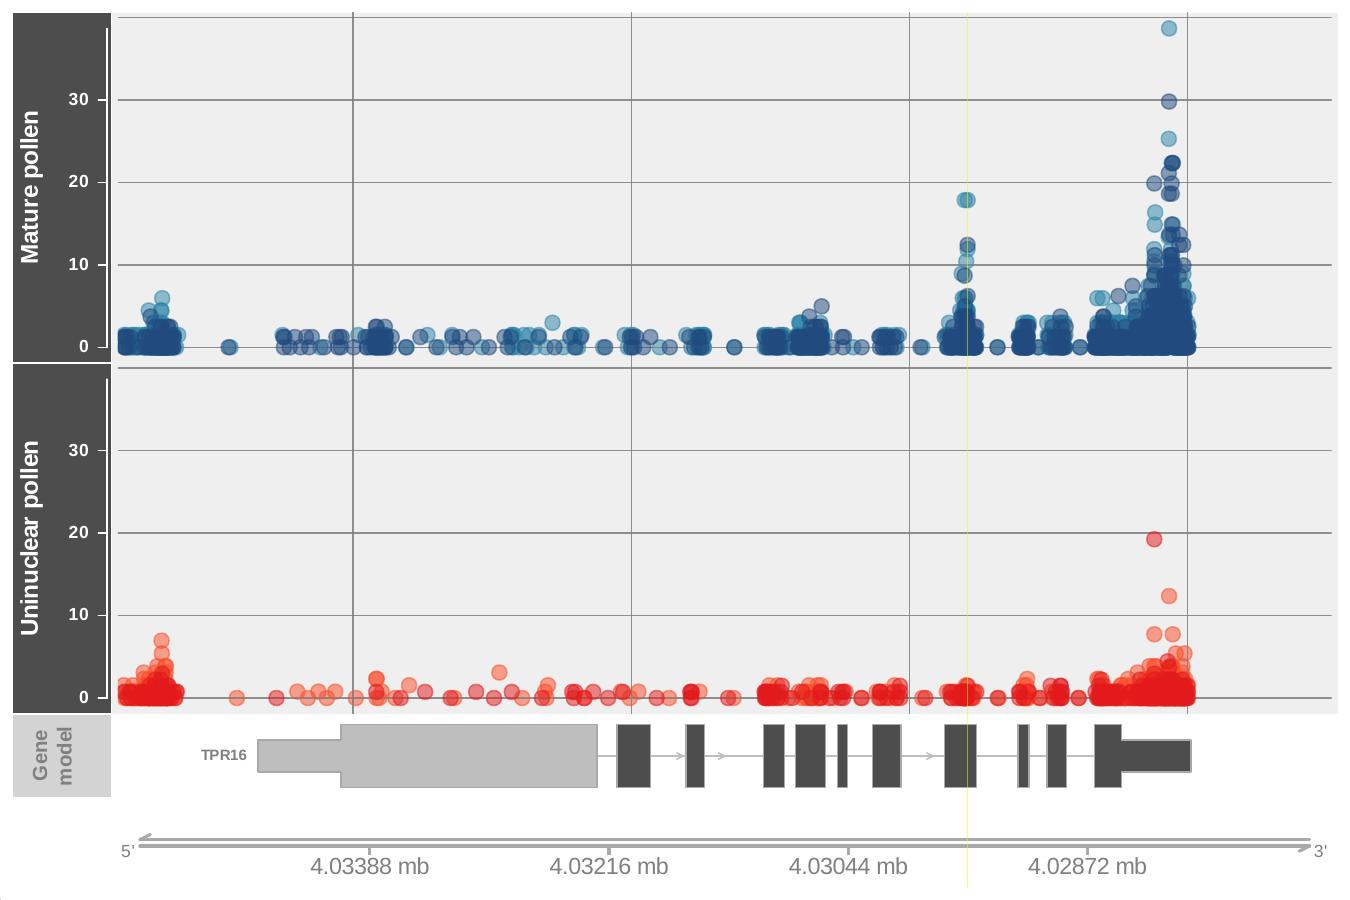 Mature pollen
30
20
10
0
Uninuclear pollen
30
20
10
0
Gene
model
TPR16
5'
3'
4.03388 mb
4.03216 mb
4.03044 mb
4.02872 mb